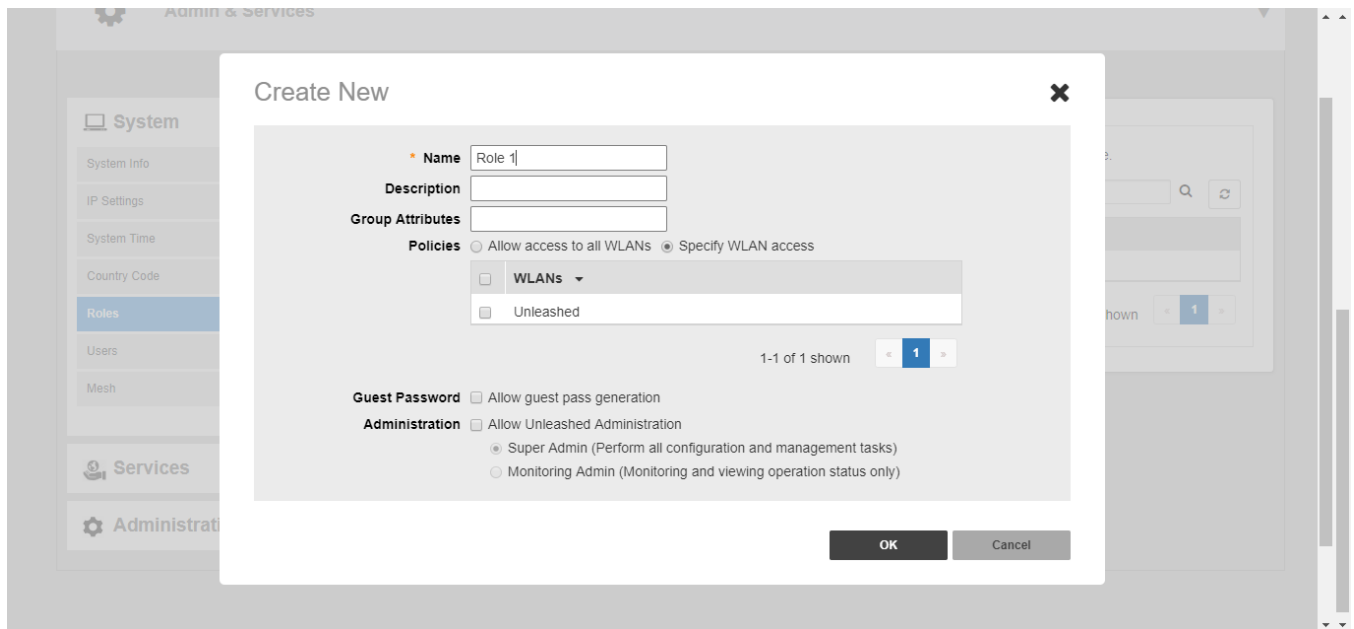 Admin & Services
System
System Info
IP Settings
System Time
Country Code
Roles
Users
Mesh
Services
Administrati
Create New
* Name Role 1
Description
Group Attributes
Policies Allow access to all WLANs Specify WLAN access
WLANs
Unleashed
1-1 of 1 shown « 1 »
Guest Password Allow guest pass generation
Administration Allow Unleashed Administration
Super Admin (Perform all configuration and management tasks)
Monitoring Admin (Monitoring and viewing operation status only)
OK Cancel
e.
hown « 1 »